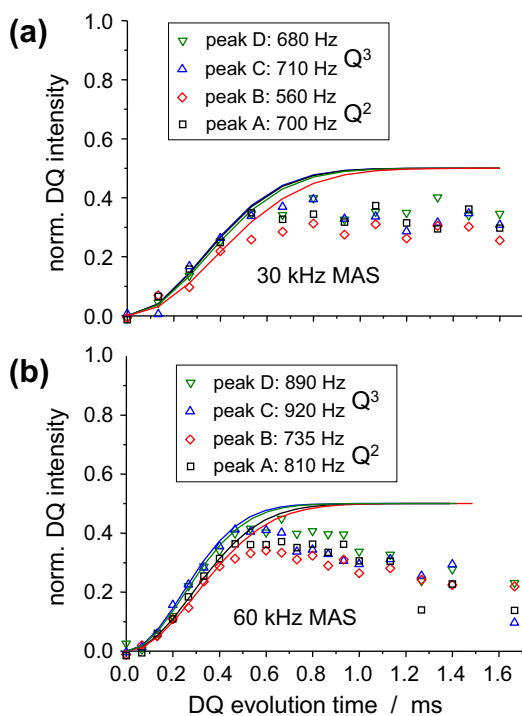 (a)
1.0
0.8
0.6
0.4
0.2
0.0
norm. DQ intensity
peak D: 680 Hz
peak C: 710 Hz
Q³
peak B: 560 Hz
peak A: 700 Hz
Q²
30 kHz MAS
(b)
1.0
0.8
0.6
0.4
0.2
0.0
norm. DQ intensity
peak D: 890 Hz
peak C: 920 Hz
Q³
peak B: 735 Hz
peak A: 810 Hz
Q²
60 kHz MAS
0.0 0.2 0.4 0.6 0.8 1.0 1.2 1.4 1.6
DQ evolution time / ms